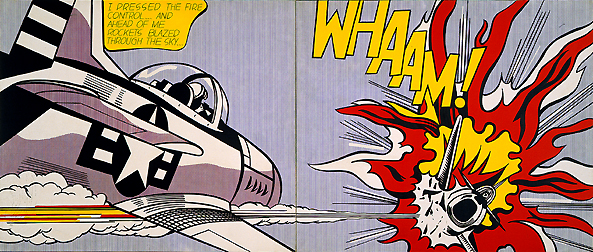 I PRESSED THE FIRE
CONTROL... AND
AHEAD OF ME
ROCKETS BLAZED
THROUGH THE SKY...
WHAAM!